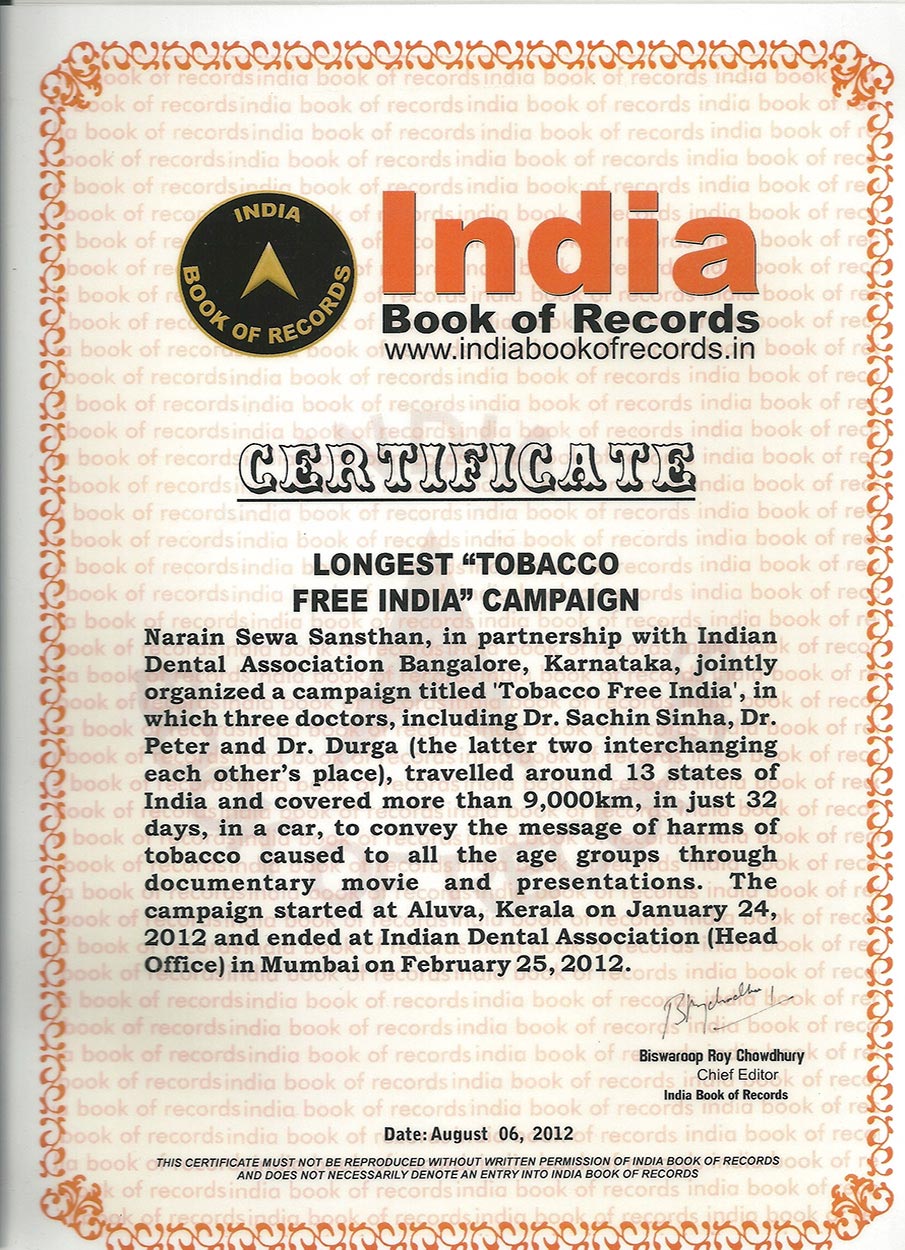 INDIA
BOOK OF RECORDS
India
Book of Records
www.indiabookofrecords.in
CERTIFICATE
LONGEST “TOBACCO
FREE INDIA” CAMPAIGN
Narain Sewa Sansthan, in partnership with Indian
Dental Association Bangalore, Karnataka, jointly
organized a campaign titled 'Tobacco Free India', in
which three doctors, including Dr. Sachin Sinha, Dr.
Peter and Dr. Durga (the latter two interchanging
each other’s place), travelled around 13 states of
India and covered more than 9,000km, in just 32
days, in a car, to convey the message of harms of
tobacco caused to all the age groups through
documentary movie and presentations. The
campaign started at Aluva, Kerala on January 24,
2012 and ended at Indian Dental Association (Head
Office) in Mumbai on February 25, 2012.
Biswaroop Roy Chowdhury
Chief Editor
India Book of Records
Date: August 06, 2012
THIS CERTIFICATE MUST NOT BE REPRODUCED WITHOUT WRITTEN PERMISSION OF INDIA BOOK OF RECORDS
AND DOES NOT NECESSARILY DENOTE AN ENTRY INTO INDIA BOOK OF RECORDS